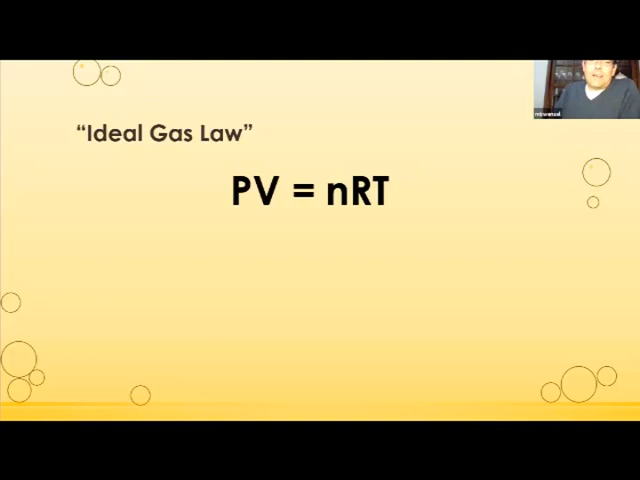 “Ideal Gas Law”
PV = nRT